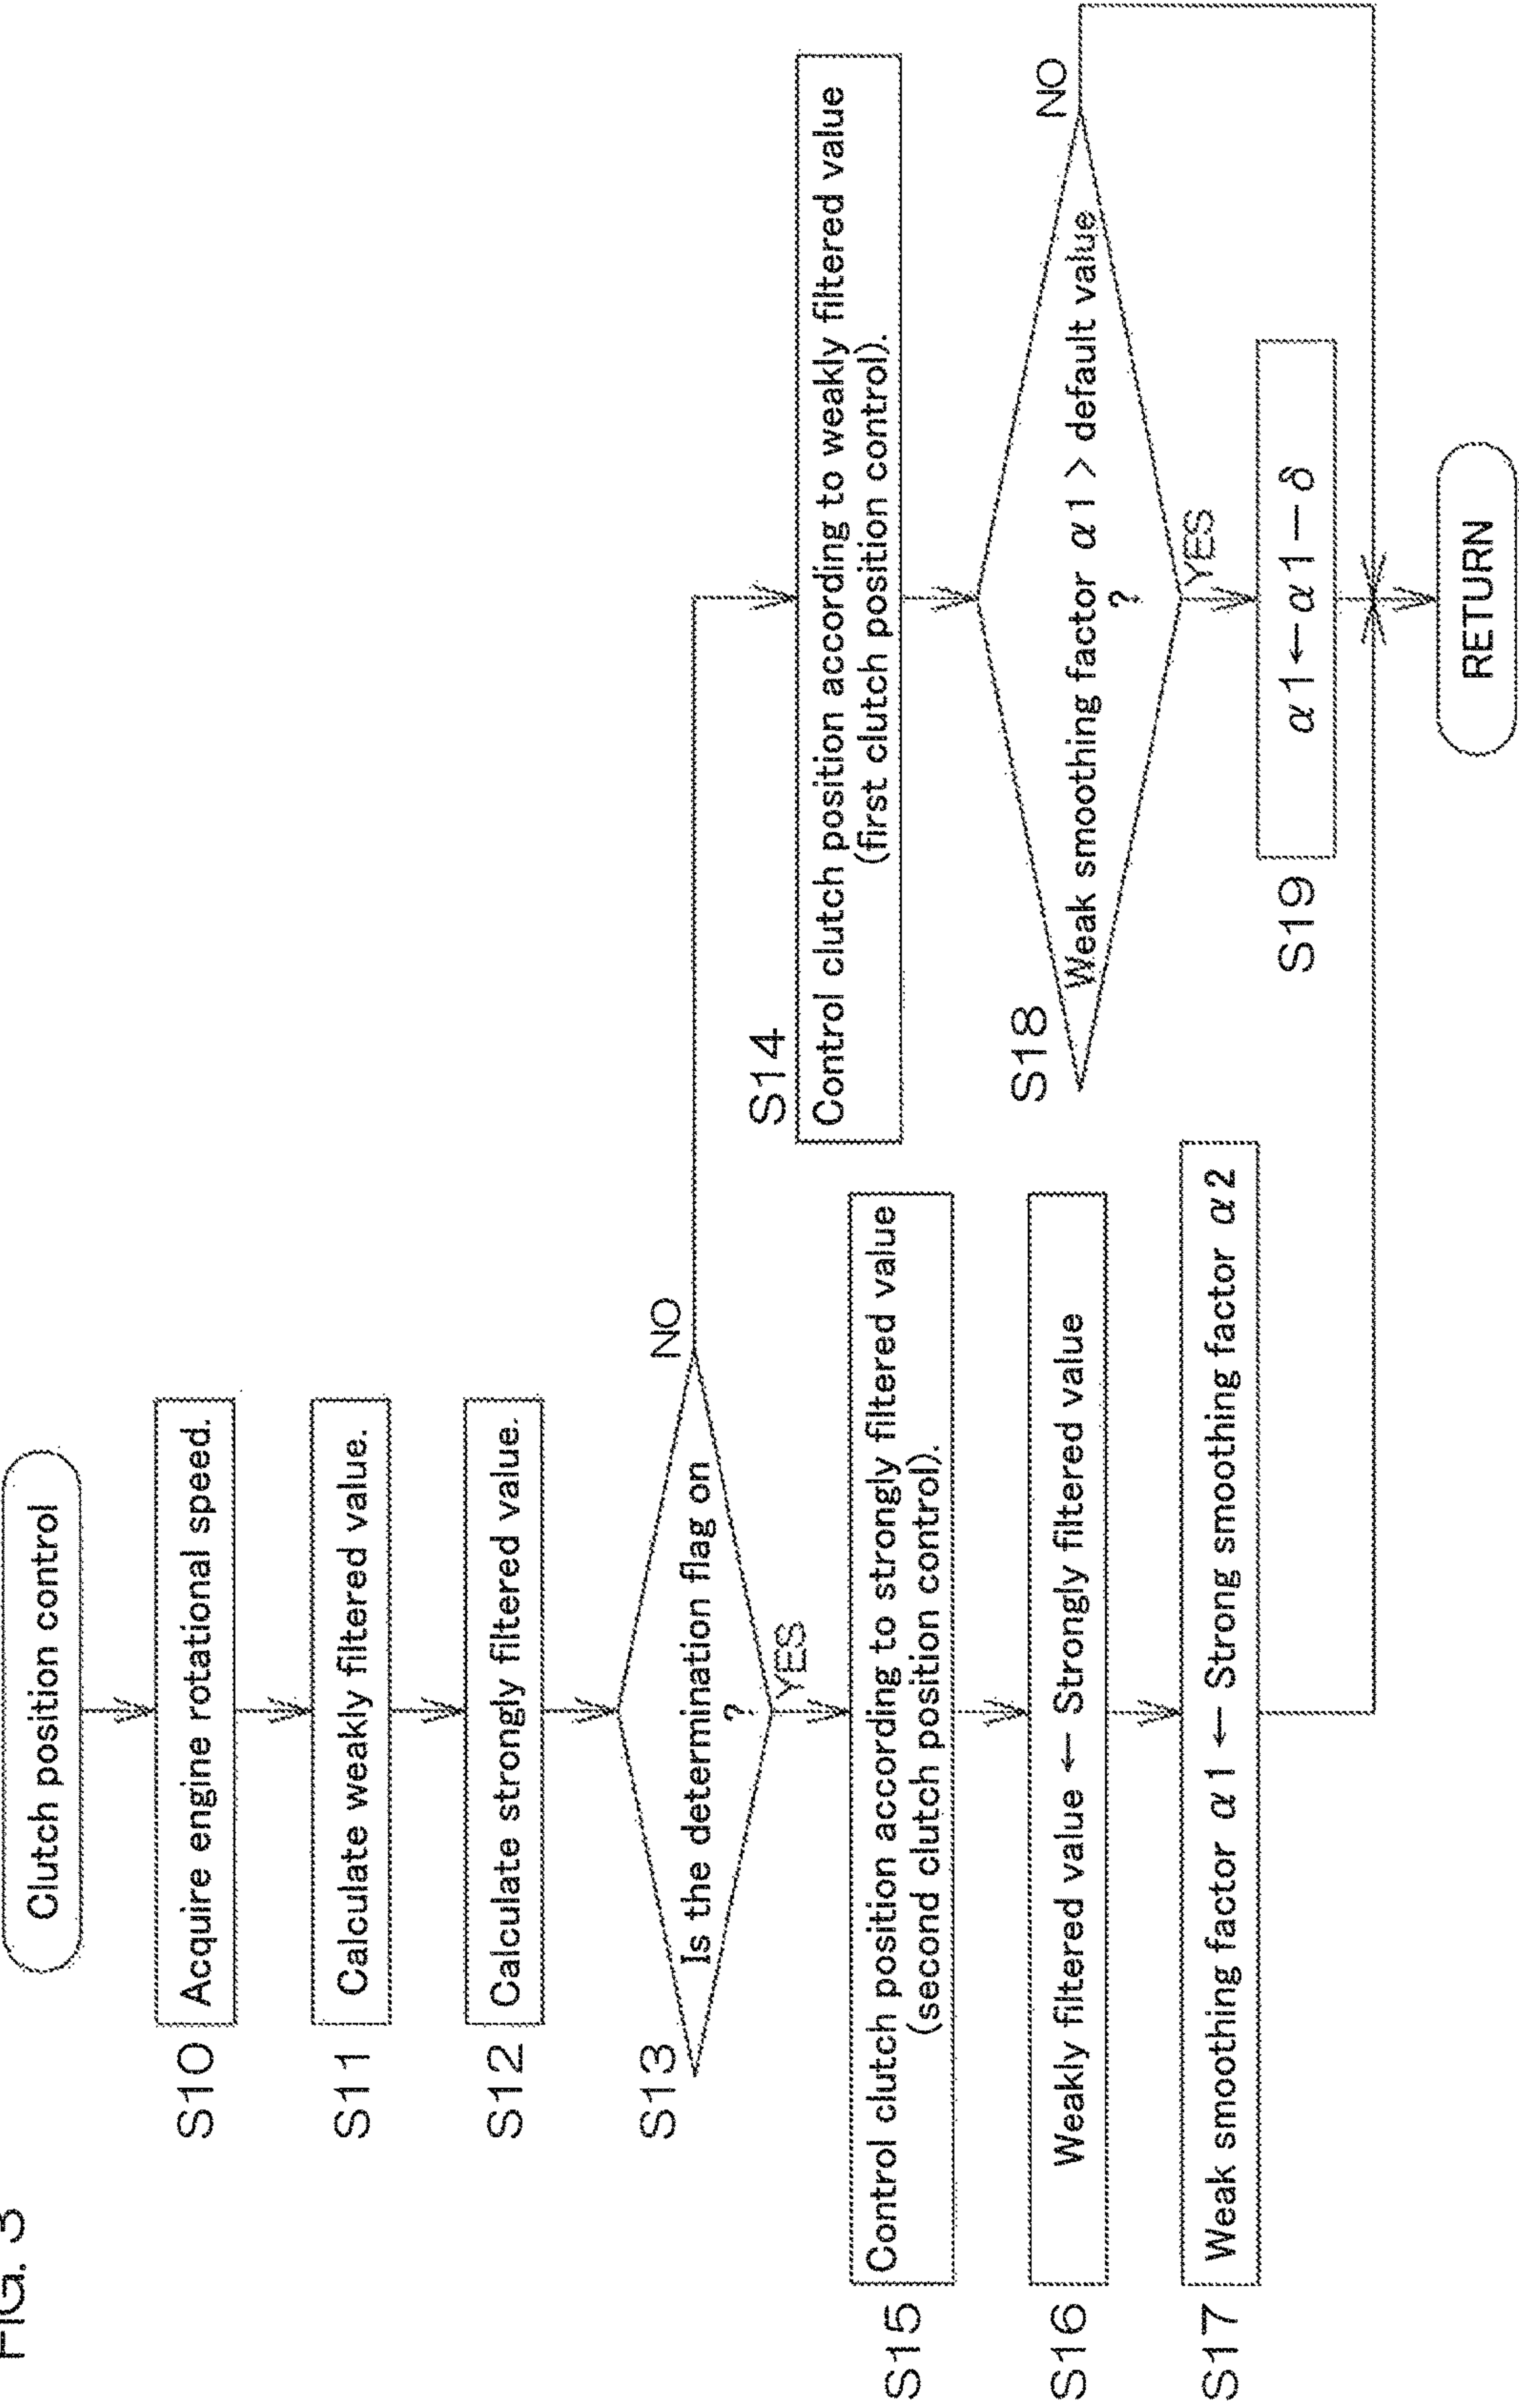 FIG. 3
Clutch position control
S10
Acquire engine rotational speed.
S11
Calculate weakly filtered value.
S12
Calculate strongly filtered value.
S13
Is the determination flag on
?
NO
YES
S14
Control clutch position according to weakly filtered value
(first clutch position control).
S15
Control clutch position according to strongly filtered value
(second clutch position control).
S16
Weakly filtered value ← Strongly filtered value
S17
Weak smoothing factor α1 ← Strong smoothing factor α2
S18
Weak smoothing factor α1 > default value
?
NO
YES
S19
α1←α1−δ
RETURN